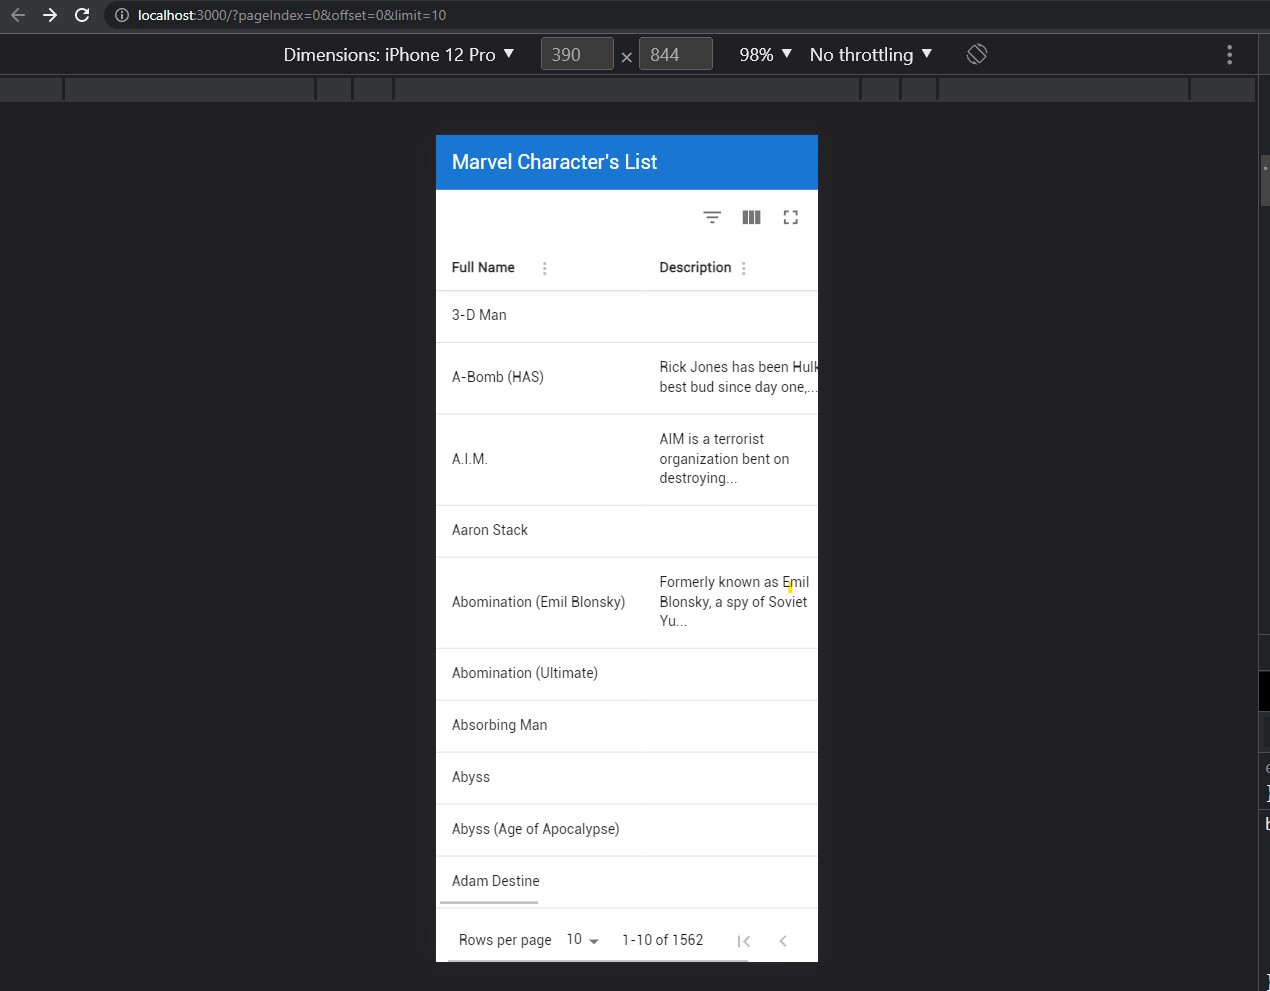 localhost:3000/?pageIndex=0&offset=0&limit=10
Dimensions: iPhone 12 Pro 390 × 844 98% No throttling
Marvel Character's List
Full Name Description
3-D Man
A-Bomb (HAS)
Rick Jones has been Hulk
best bud since day one,...
A.I.M.
AIM is a terrorist
organization bent on
destroying...
Aaron Stack
Abomination (Emil Blonsky)
Formerly known as Emil
Blonsky, a spy of Soviet
Yu...
Abomination (Ultimate)
Absorbing Man
Abyss
Abyss (Age of Apocalypse)
Adam Destine
Rows per page 10 1-10 of 1562